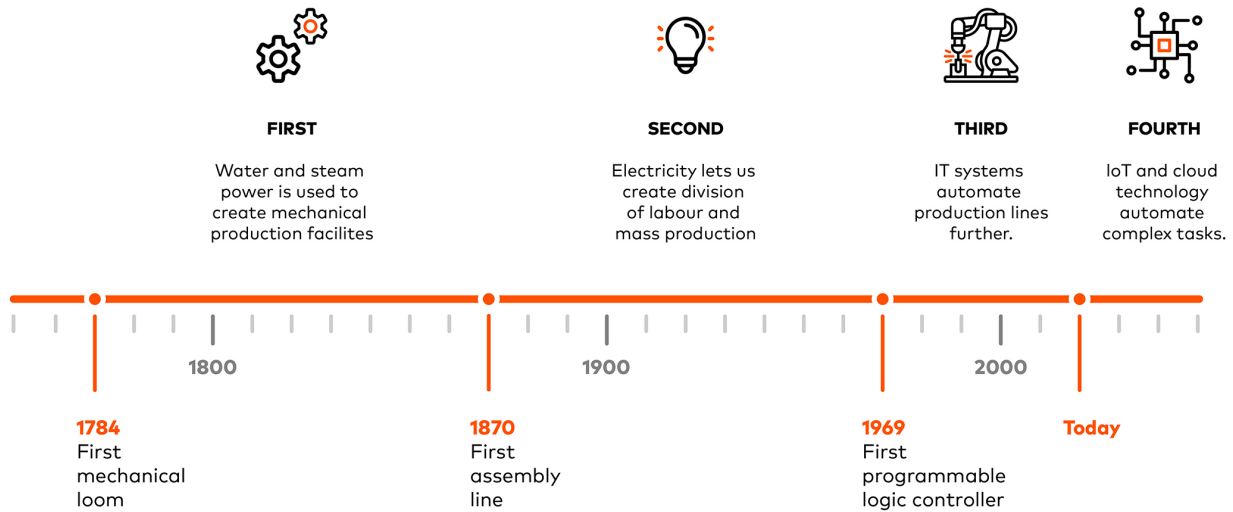 FIRST
Water and steam
power is used to
create mechanical
production facilites
SECOND
Electricity lets us
create division
of labour and
mass production
THIRD
IT systems
automate
production lines
further.
FOURTH
IoT and cloud
technology
automate
complex tasks.
1800
1900
2000
1784
First
mechanical
loom
1870
First
assembly
line
1969
First
programmable
logic controller
Today